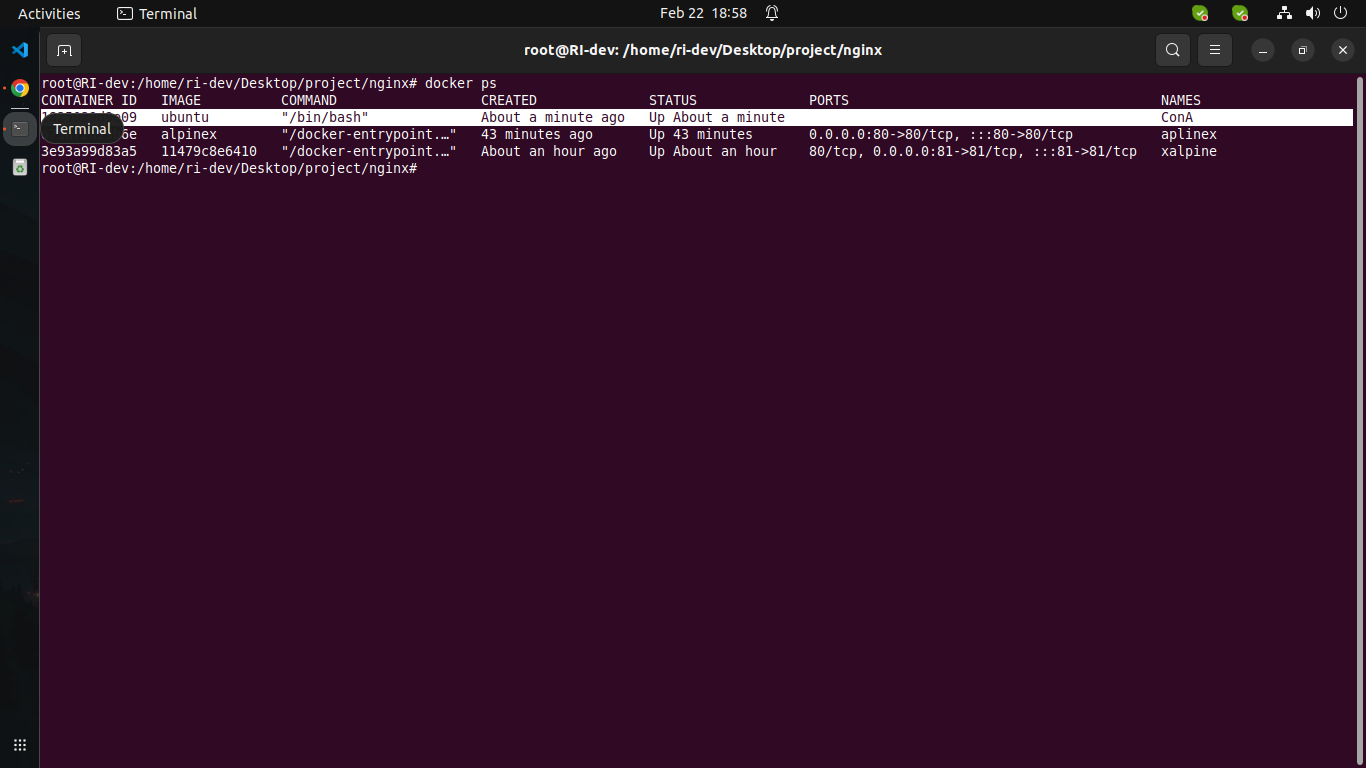 Activities Terminal Feb 22 18:58
root@RI-dev: /home/ri-dev/Desktop/project/nginx
root@RI-dev:/home/ri-dev/Desktop/project/nginx# docker ps
CONTAINER ID IMAGE COMMAND CREATED STATUS PORTS NAMES
09 ubuntu "/bin/bash" About a minute ago Up About a minute ConA
Terminal
6e alpinex "/docker-entrypoint.…" 43 minutes ago Up 43 minutes 0.0.0.0:80->80/tcp, :::80->80/tcp aplinex
3e93a99d83a5 11479c8e6410 "/docker-entrypoint.…" About an hour ago Up About an hour 80/tcp, 0.0.0.0:81->81/tcp, :::81->81/tcp xalpine
root@RI-dev:/home/ri-dev/Desktop/project/nginx#